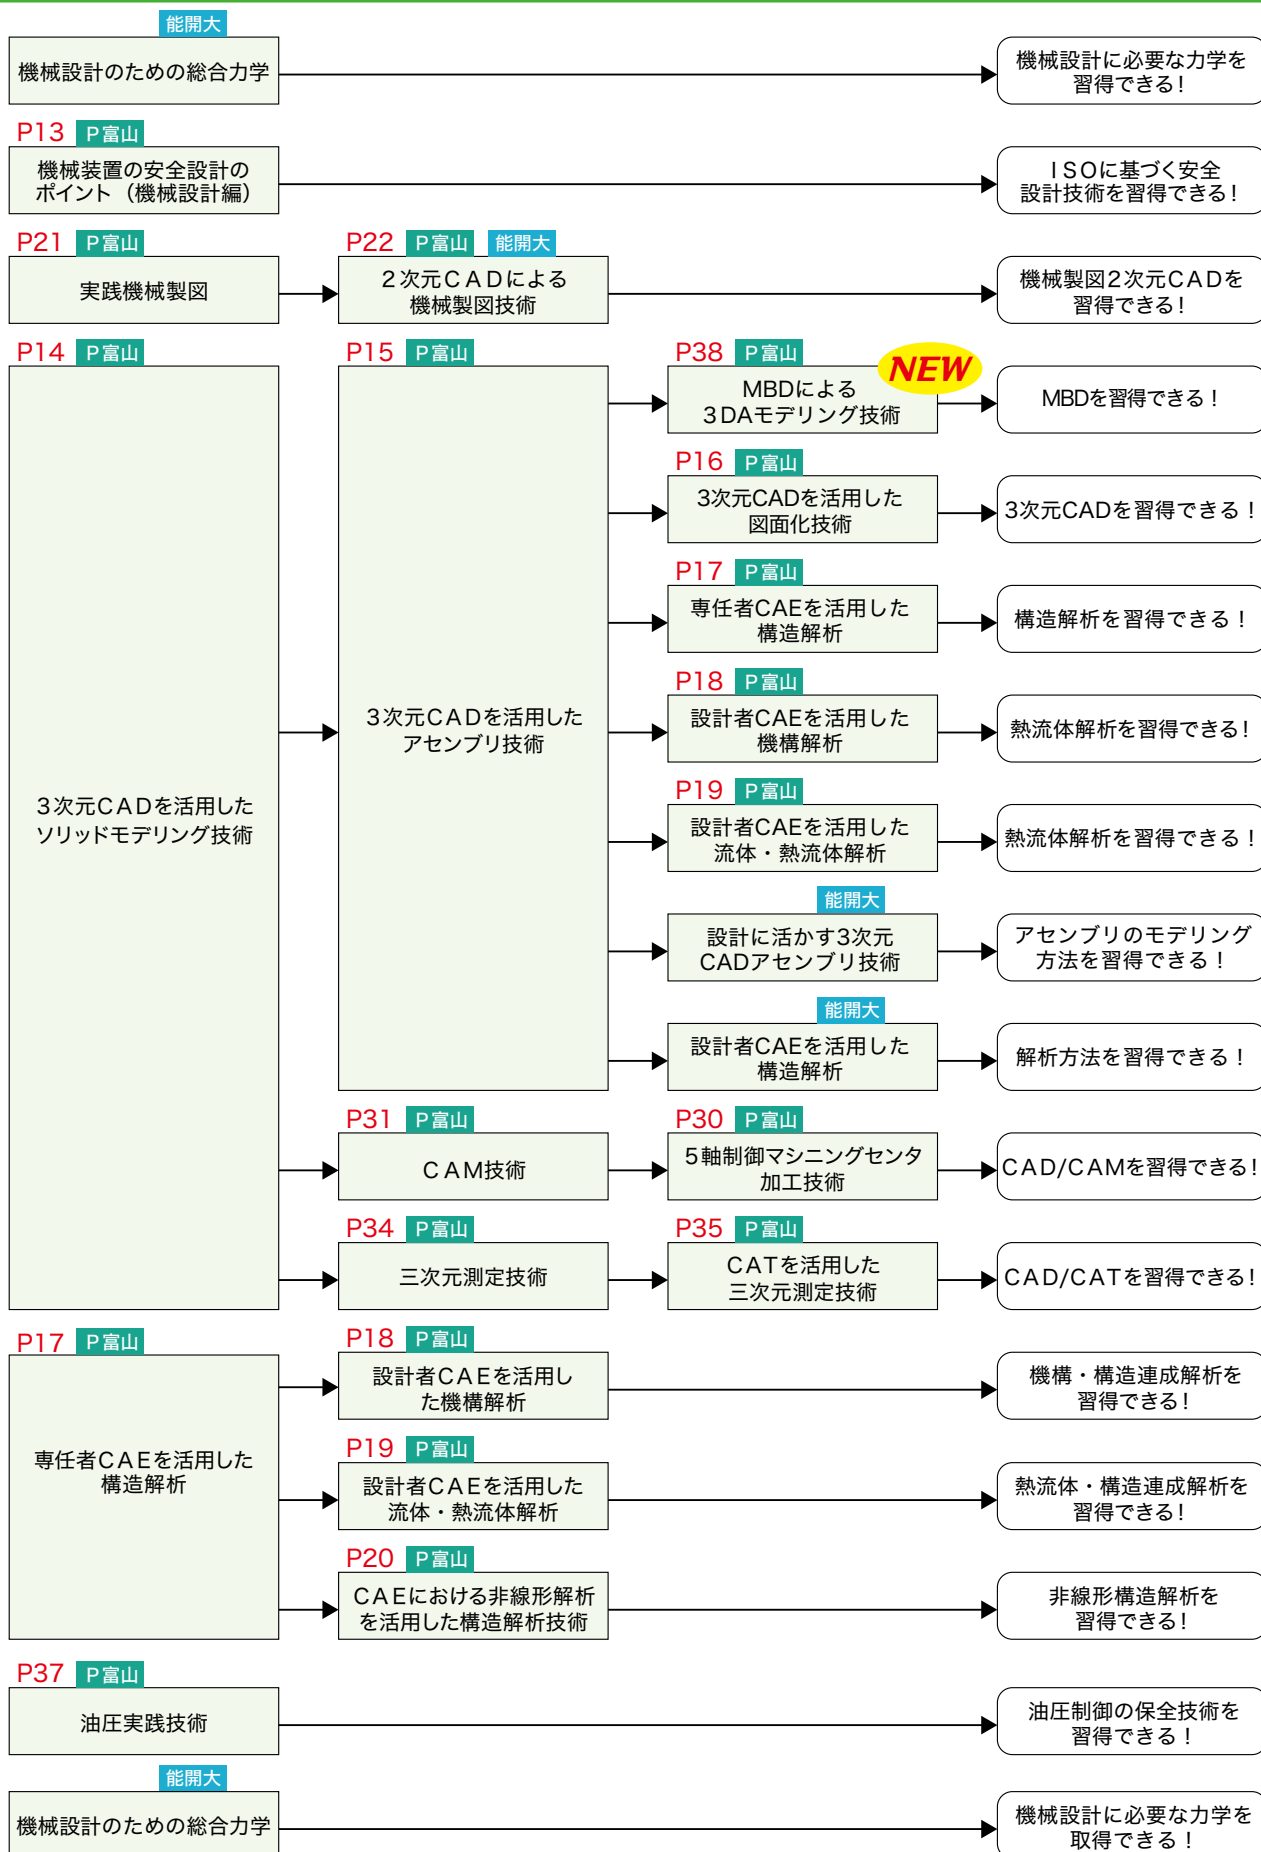 能開大
機械設計のための総合力学
機械設計に必要な力学を
習得できる！
P13 P富山
機械装置の安全設計の
ポイント（機械設計編）
ＩＳＯに基づく安全
設計技術を習得できる！
P21 P富山
実践機械製図
P22 P富山 能開大
２次元ＣＡＤによる
機械製図技術
機械製図２次元ＣＡＤを
習得できる！
P14 P富山
３次元ＣＡＤを活用した
ソリッドモデリング技術
P15 P富山
３次元ＣＡＤを活用した
アセンブリ技術
P38 P富山
NEW
MBDによる
３DAモデリング技術
MBDを習得できる！
P16 P富山
3次元CADを活用した
図面化技術
3次元CADを習得できる！
P17 P富山
専任者CAEを活用した
構造解析
構造解析を習得できる！
P18 P富山
設計者CAEを活用した
機構解析
熱流体解析を習得できる！
P19 P富山
設計者CAEを活用した
流体・熱流体解析
熱流体解析を習得できる！
能開大
設計に活かす3次元
CADアセンブリ技術
アセンブリのモデリング
方法を習得できる！
能開大
設計者CAEを活用した
構造解析
解析方法を習得できる！
P31 P富山
ＣＡＭ技術
P30 P富山
５軸制御マシニングセンタ
加工技術
CAD/CAMを習得できる！
P34 P富山
三次元測定技術
P35 P富山
ＣＡＴを活用した
三次元測定技術
CAD/CATを習得できる！
P17 P富山
専任者ＣＡＥを活用した
構造解析
P18 P富山
設計者ＣＡＥを活用し
た機構解析
機構・構造連成解析を
習得できる！
P19 P富山
設計者ＣＡＥを活用した
流体・熱流体解析
熱流体・構造連成解析を
習得できる！
P20 P富山
ＣＡＥにおける非線形解析
を活用した構造解析技術
非線形構造解析を
習得できる！
P37 P富山
油圧実践技術
油圧制御の保全技術を
習得できる！
能開大
機械設計のための総合力学
機械設計に必要な力学を
取得できる！